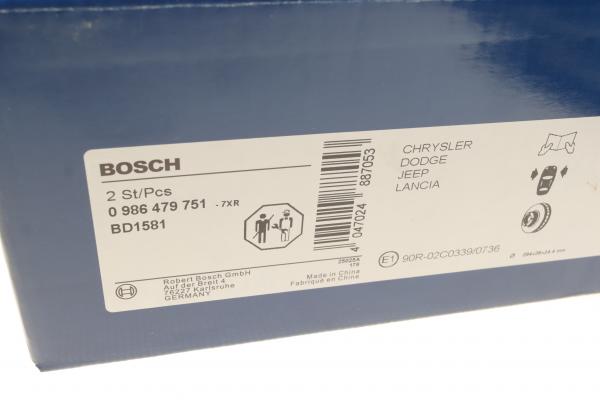 BOSCH
2 St/Pcs
0 986 479 751 - 7XR
BD1581
Robert Bosch GmbH
Auf der Breit 4
76227 Karlsruhe
GERMANY
4 047024 887053
Made in China
Fabriqué en Chine
CHRYSLER
DODGE
JEEP
LANCIA
E1 90R-02C0339/0736